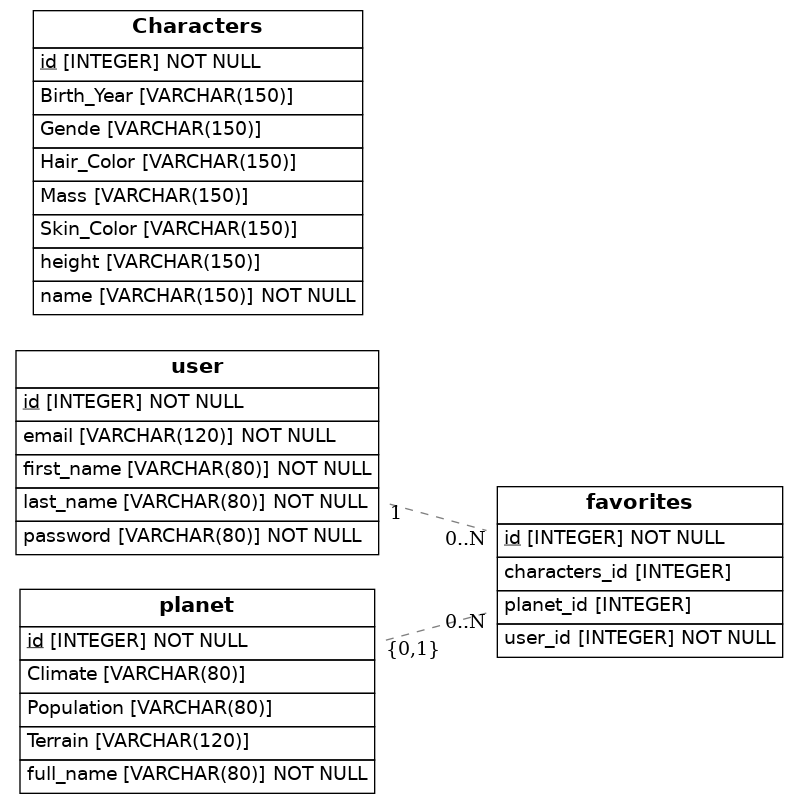 Characters
id [INTEGER] NOT NULL
Birth_Year [VARCHAR(150)]
Gende [VARCHAR(150)]
Hair_Color [VARCHAR(150)]
Mass [VARCHAR(150)]
Skin_Color [VARCHAR(150)]
height [VARCHAR(150)]
name [VARCHAR(150)] NOT NULL
user
id [INTEGER] NOT NULL
email [VARCHAR(120)] NOT NULL
first_name [VARCHAR(80)] NOT NULL
last_name [VARCHAR(80)] NOT NULL
password [VARCHAR(80)] NOT NULL
1
0..N
planet
id [INTEGER] NOT NULL
Climate [VARCHAR(80)]
Population [VARCHAR(80)]
Terrain [VARCHAR(120)]
full_name [VARCHAR(80)] NOT NULL
{0,1}
0..N
favorites
id [INTEGER] NOT NULL
characters_id [INTEGER]
planet_id [INTEGER]
user_id [INTEGER] NOT NULL